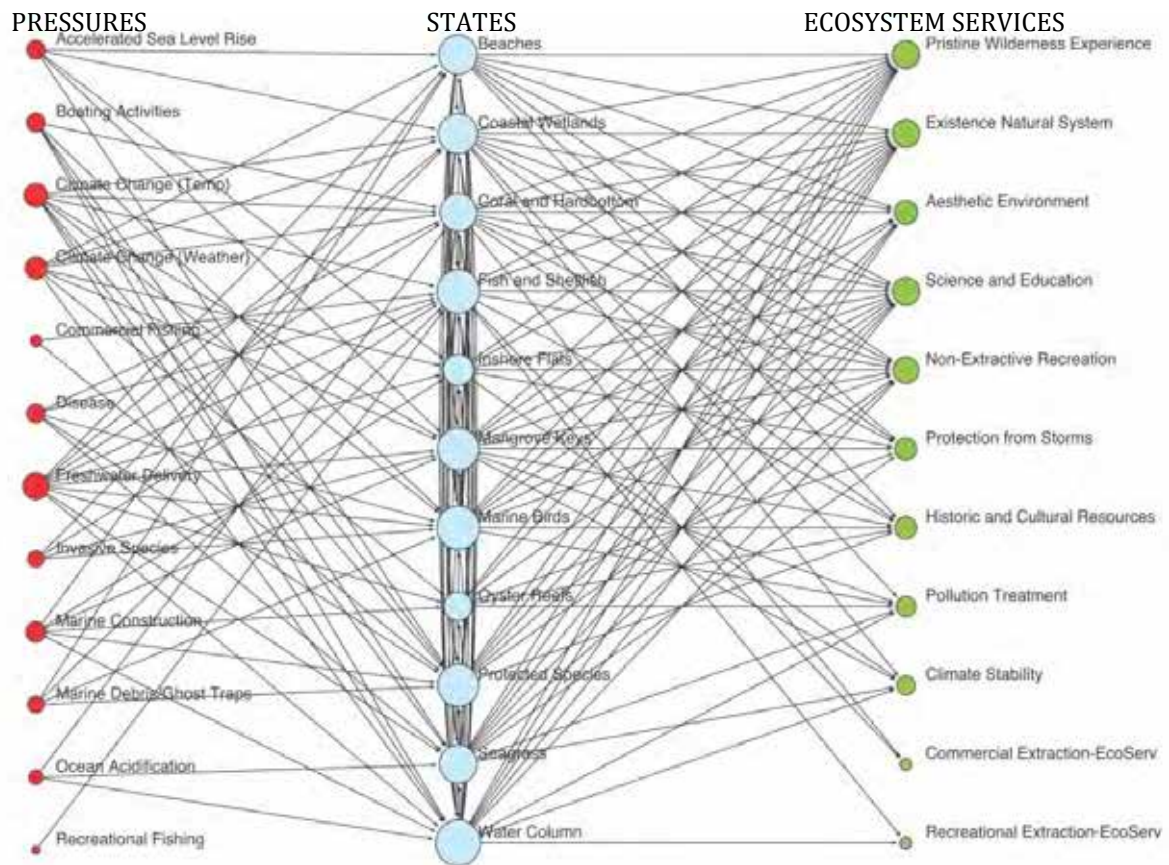 PRESSURES
STATES
ECOSYSTEM SERVICES
Accelerated Sea Level Rise
Boating Activities
Climate Change (Temp)
Climate Change (Weather)
Commercial Fishing
Disease
Freshwater Delivery
Invasive Species
Marine Construction
Marine Debris Ghost Traps
Ocean Acidification
Recreational Fishing
Beaches
Coastal Wetlands
Coral and Hardbottom
Fish and Shellfish
Inshore Flats
Mangrove Keys
Marine Birds
Oyster Reefs
Protected Species
Seagrass
Water Column
Pristine Wilderness Experience
Existence Natural System
Aesthetic Environment
Science and Education
Non-Extractive Recreation
Protection from Storms
Historic and Cultural Resources
Pollution Treatment
Climate Stability
Commercial Extraction-EcoServ
Recreational Extraction-EcoServ